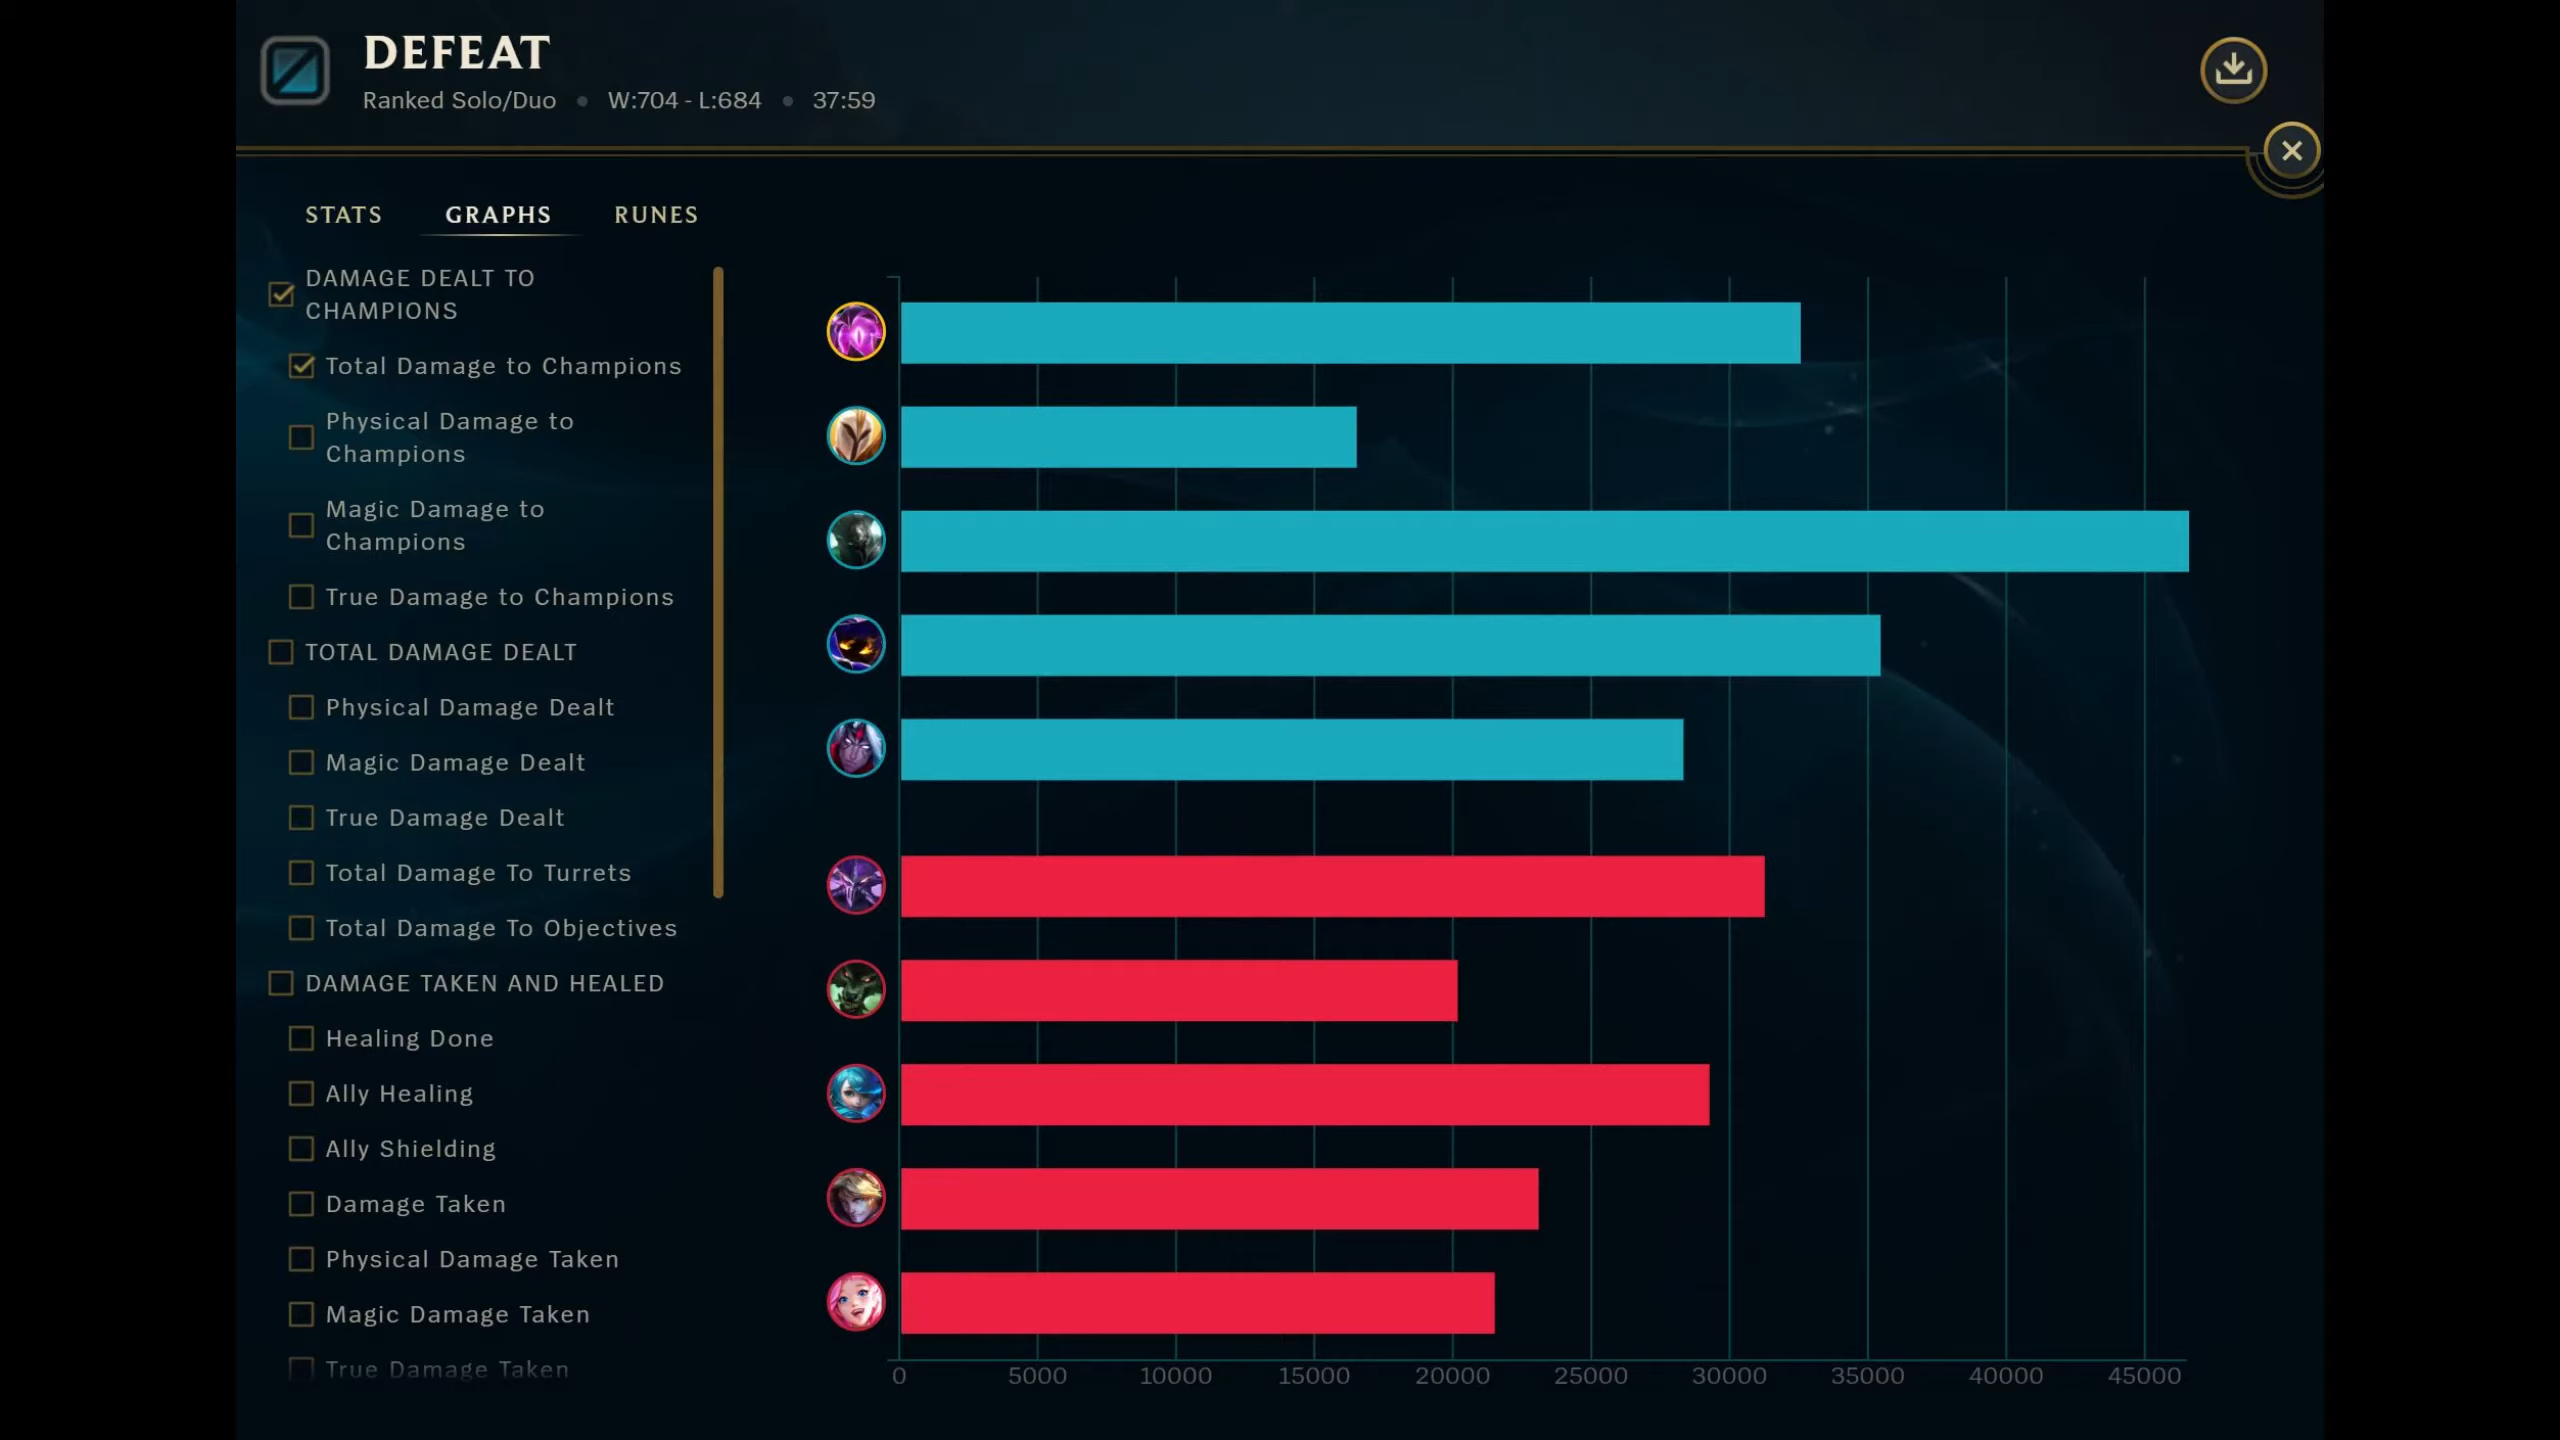 DEFEAT
Ranked Solo/Duo • W:704 - L:684 • 37:59
STATS GRAPHS RUNES
DAMAGE DEALT TO
CHAMPIONS
Total Damage to Champions
Physical Damage to
Champions
Magic Damage to
Champions
True Damage to Champions
TOTAL DAMAGE DEALT
Physical Damage Dealt
Magic Damage Dealt
True Damage Dealt
Total Damage To Turrets
Total Damage To Objectives
DAMAGE TAKEN AND HEALED
Healing Done
Ally Healing
Ally Shielding
Damage Taken
Physical Damage Taken
Magic Damage Taken
True Damage Taken
0 5000 10000 15000 20000 25000 30000 35000 40000 45000